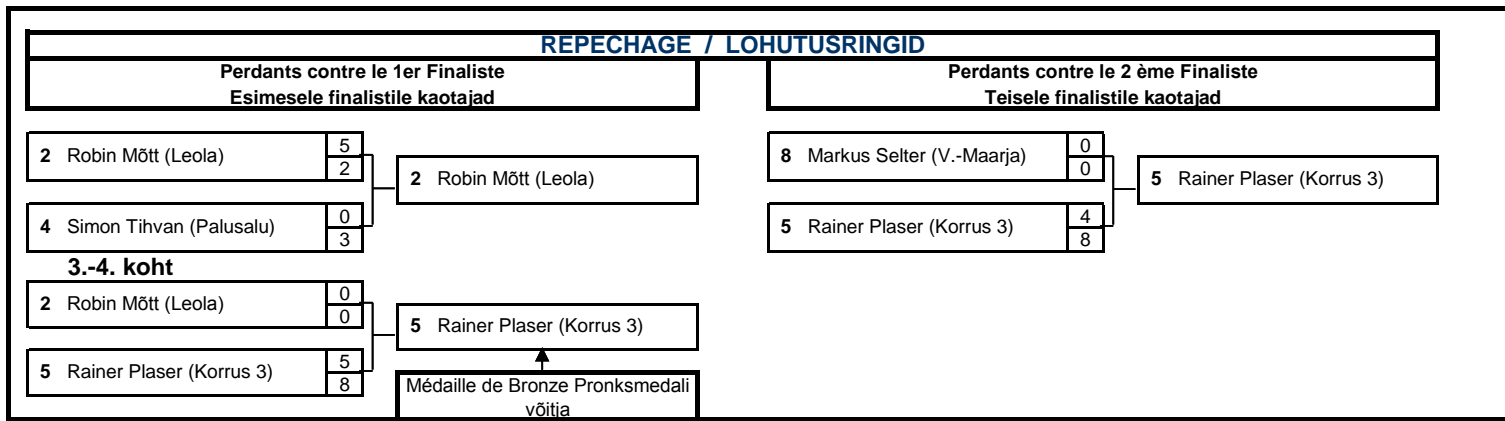 REPECHAGE / LOHUTUSRINGID
Perdants contre le 1er Finaliste
Esimesele finalistile kaotajad
Perdants contre le 2 ème Finaliste
Teisele finalistile kaotajad
2 Robin Mõtt (Leola) 5
2
2 Robin Mõtt (Leola)
4 Simon Tihvan (Palusalu) 0
3
8 Markus Selter (V.-Maarja) 0
0
5 Rainer Plaser (Korrus 3)
5 Rainer Plaser (Korrus 3) 4
8
3.-4. koht
2 Robin Mõtt (Leola) 0
0
5 Rainer Plaser (Korrus 3)
5 Rainer Plaser (Korrus 3) 5
8
Médaille de Bronze Pronksmedali
võitja